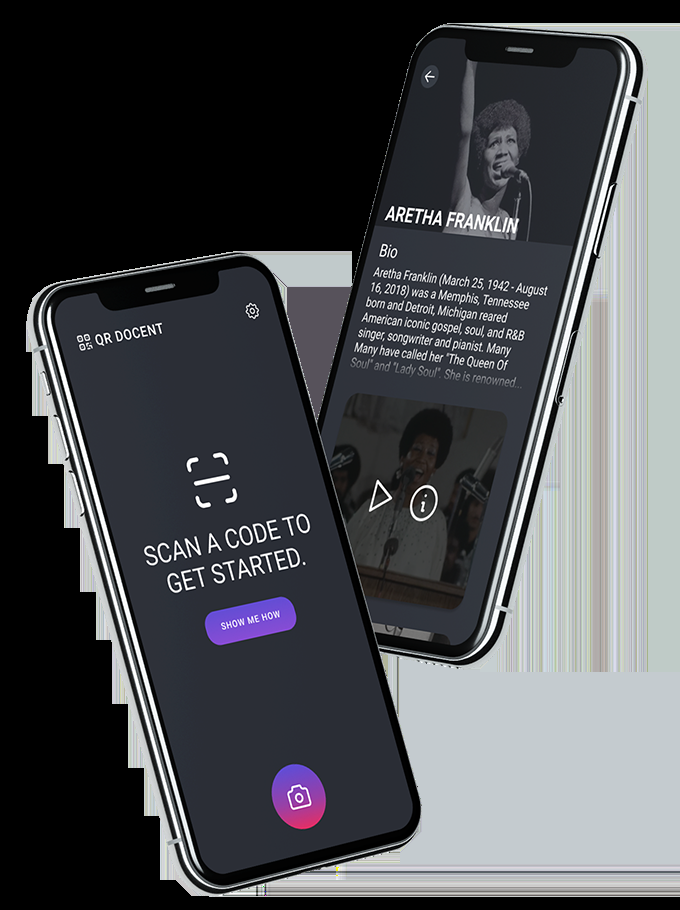 QR DOCENT
SCAN A CODE TO
GET STARTED.
SHOW ME HOW
ARETHA FRANKLIN
Bio
Aretha Franklin (March 25, 1942 - August
16, 2018) was a Memphis, Tennessee
born and Detroit, Michigan reared
American iconic gospel, soul, and R&B
singer, songwriter and pianist. Many
Many have called her "The Queen Of
Soul" and "Lady Soul". She is renowned...